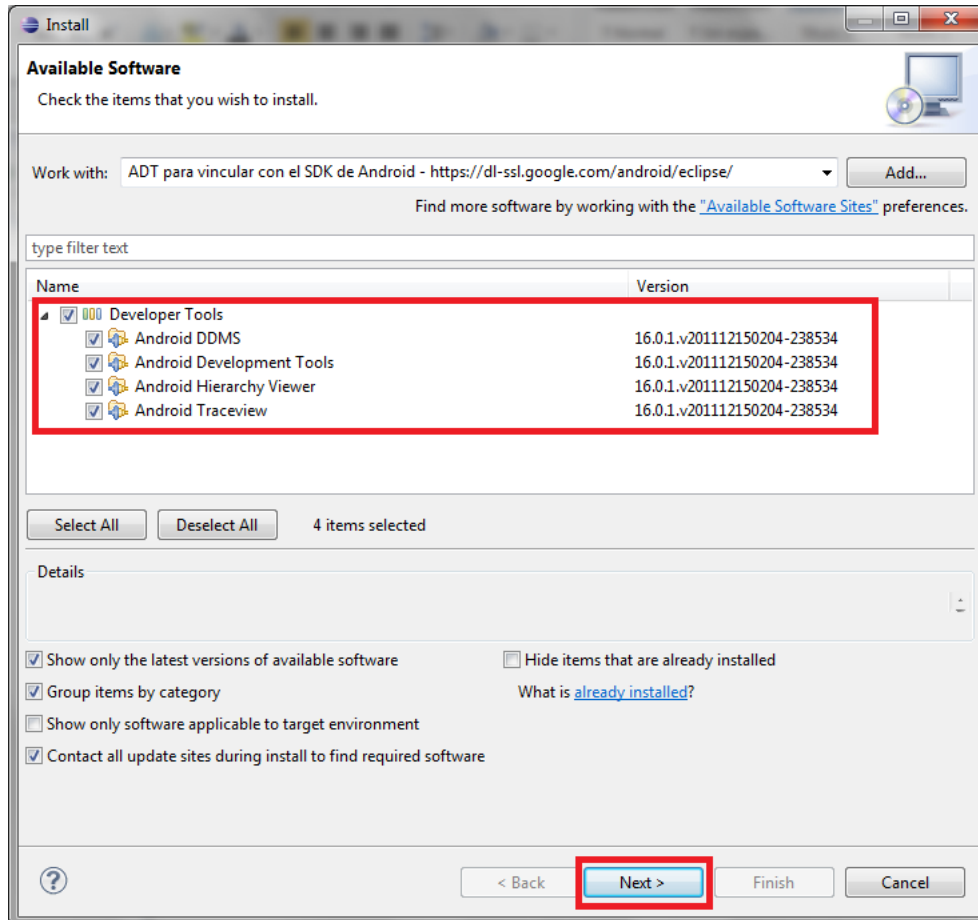 Install
Available Software
Check the items that you wish to install.
Work with: ADT para vincular con el SDK de Android - https://dl-ssl.google.com/android/eclipse/ Add...
Find more software by working with the "Available Software Sites" preferences.
type filter text
Name Version
Developer Tools
Android DDMS 16.0.1.v201112150204-238534
Android Development Tools 16.0.1.v201112150204-238534
Android Hierarchy Viewer 16.0.1.v201112150204-238534
Android Traceview 16.0.1.v201112150204-238534
Select All Deselect All 4 items selected
Details
Show only the latest versions of available software Hide items that are already installed
Group items by category What is already installed?
Show only software applicable to target environment
Contact all update sites during install to find required software
? < Back Next > Finish Cancel